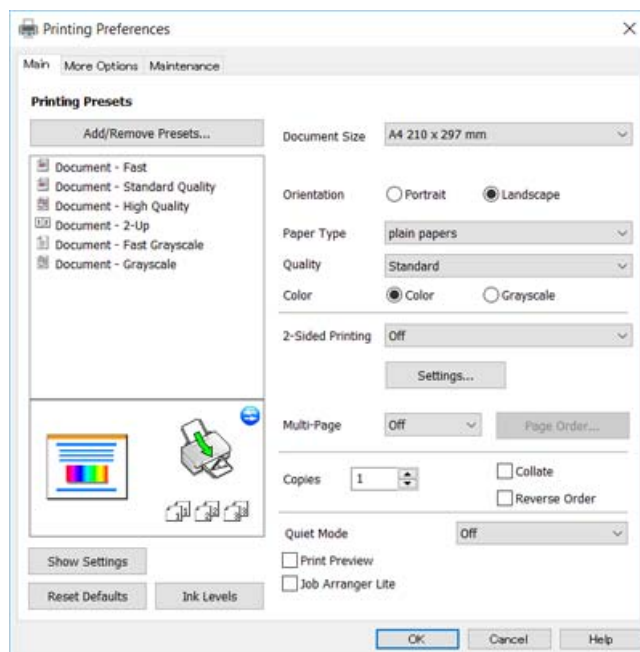 Printing Preferences
Main More Options Maintenance
Printing Presets
Add/Remove Presets...
Document - Fast
Document - Standard Quality
Document - High Quality
Document - 2-Up
Document - Fast Grayscale
Document - Grayscale
Show Settings
Reset Defaults Ink Levels
Document Size A4 210 x 297 mm
Orientation Portrait Landscape
Paper Type plain papers
Quality Standard
Color Color Grayscale
2-Sided Printing Off
Settings...
Multi-Page Off Page Order...
Copies 1 Collate
Reverse Order
Quiet Mode Off
Print Preview
Job Arranger Lite
OK Cancel Help